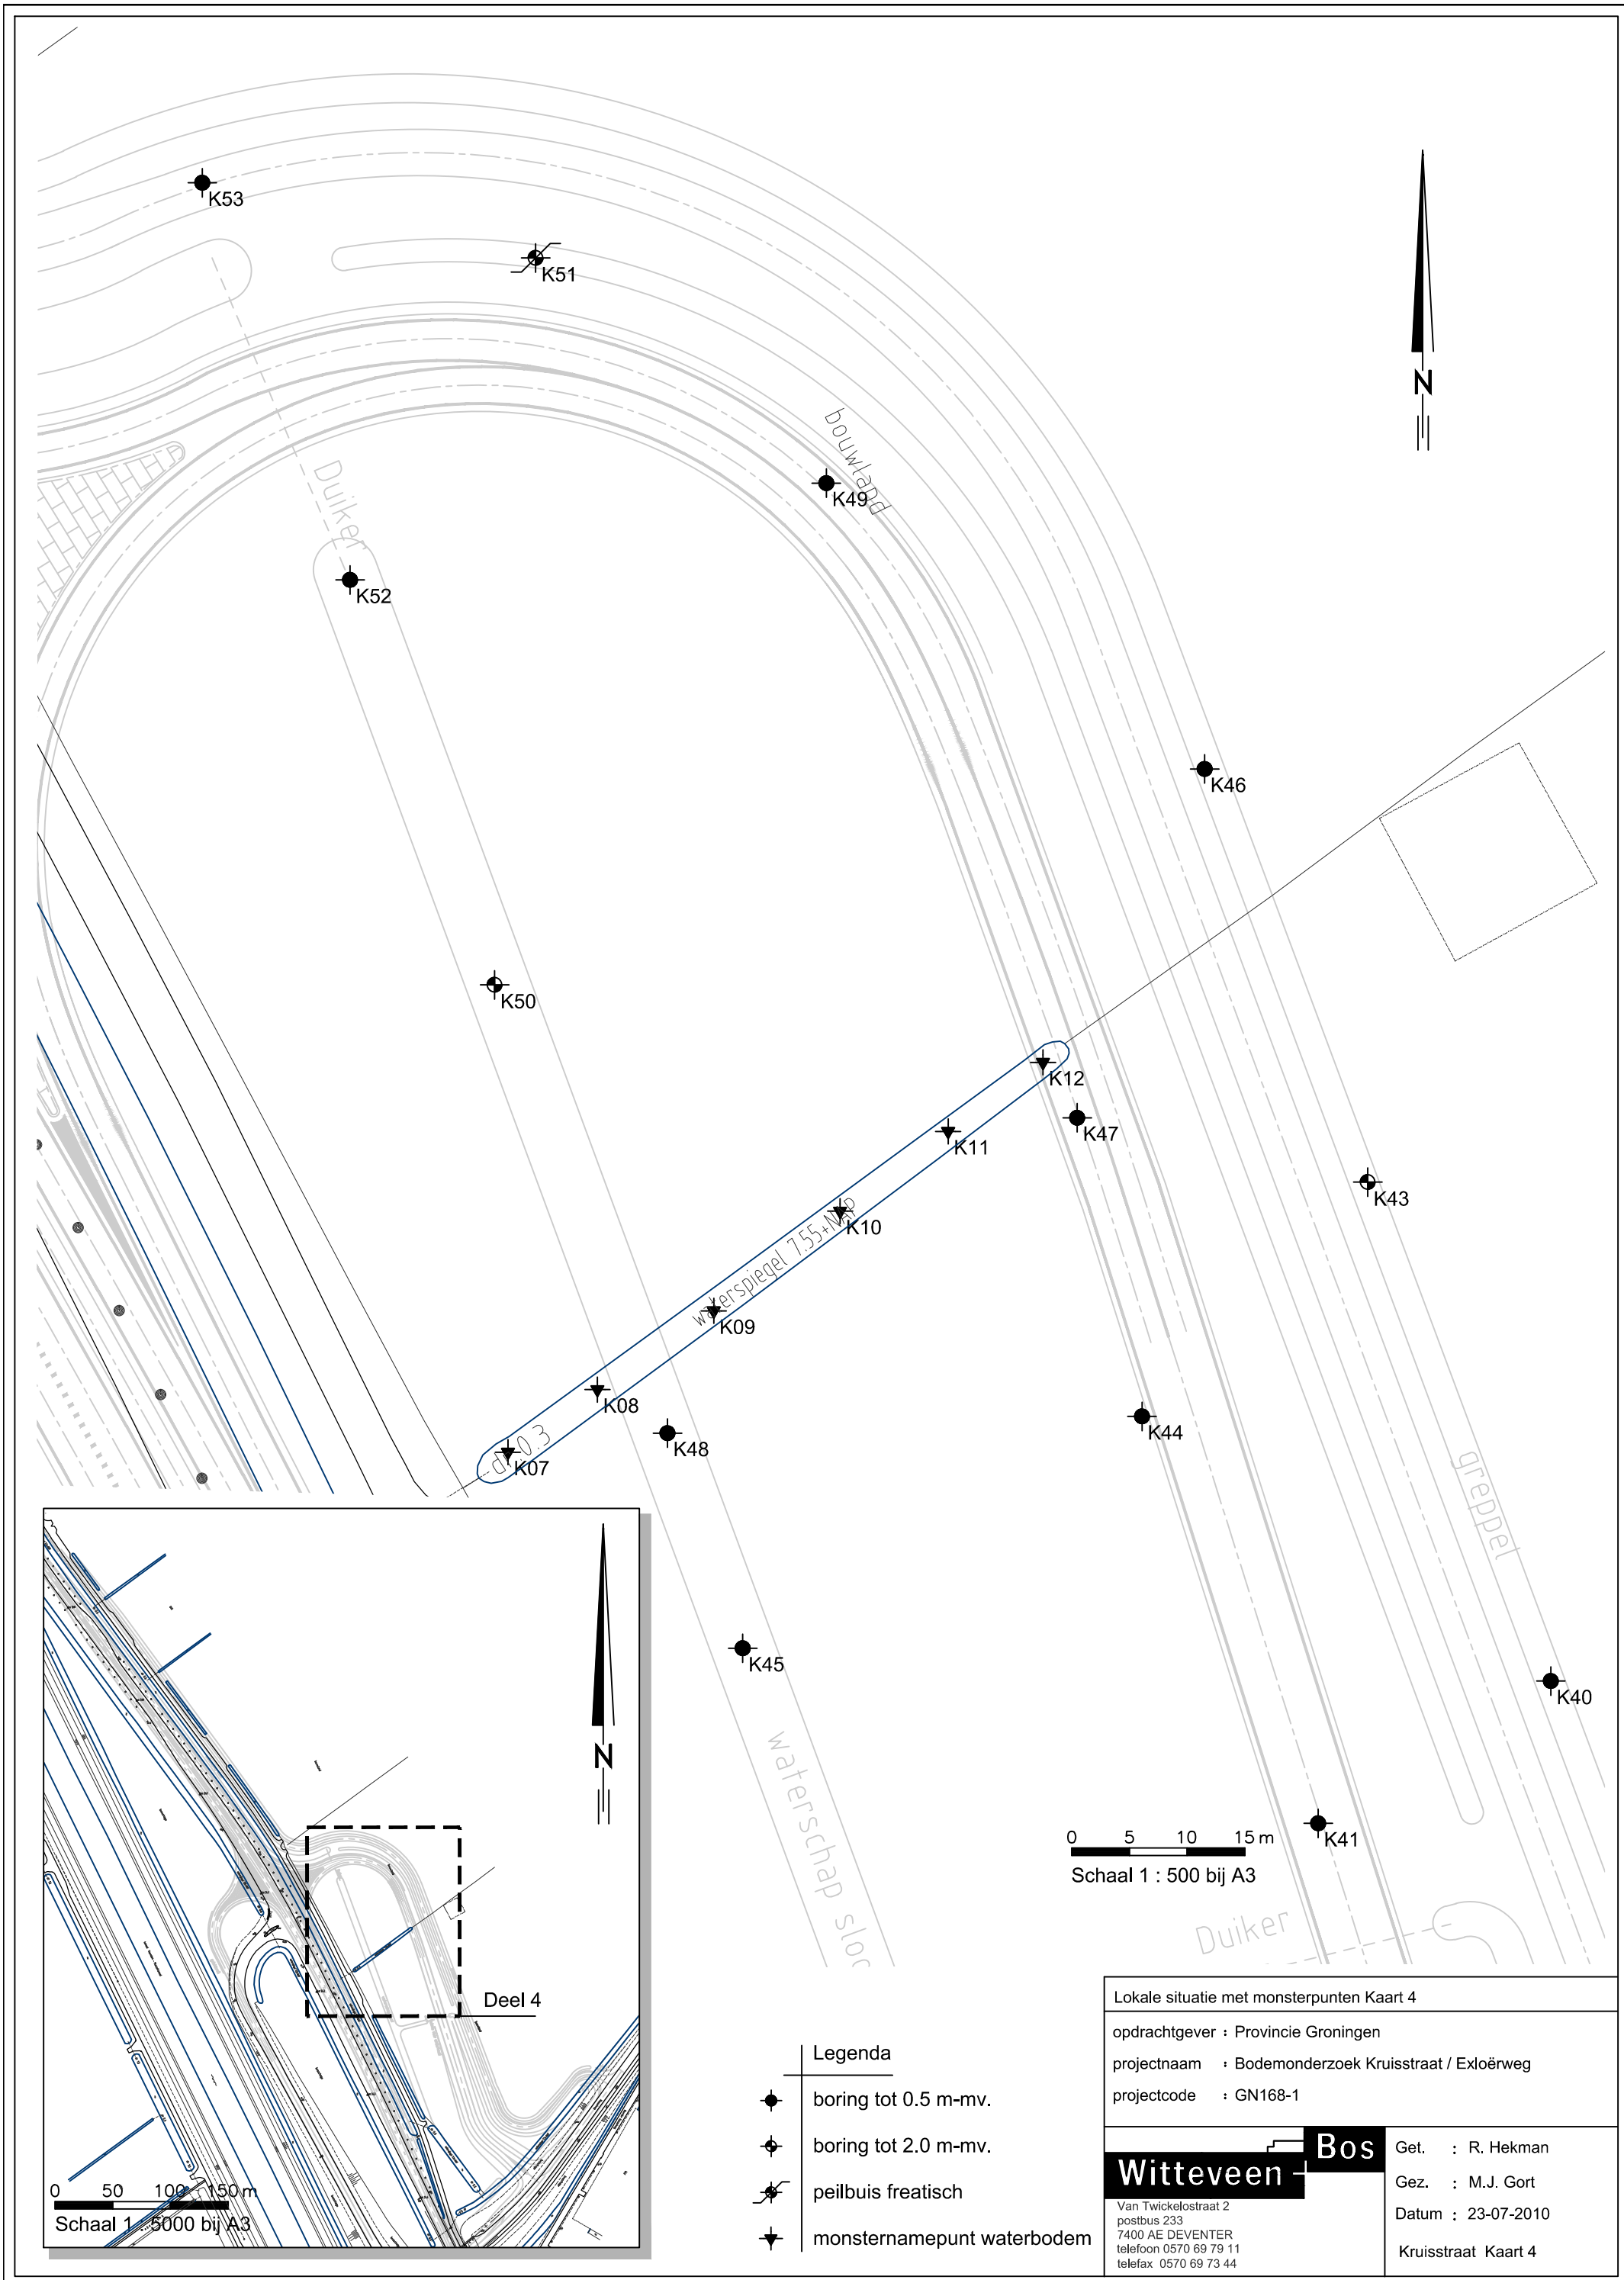 K53
K51
N
bouwland
K49
Duiker
K52
K46
K50
K12
K47
K11
K43
waterspiegel 7.55+NAP
K10
K09
K08
K44
K48
K07
greppel
K45
K40
waterschap sloo
0 5 10 15 m
Schaal 1 : 500 bij A3
K41
Duiker
N
Deel 4
0 50 100 150 m
Schaal 1 : 5000 bij A3
Legenda
boring tot 0.5 m-mv.
boring tot 2.0 m-mv.
peilbuis freatisch
monsternamepunt waterbodem
Lokale situatie met monsterpunten Kaart 4
opdrachtgever : Provincie Groningen
projectnaam : Bodemonderzoek Kruisstraat / Exloërweg
projectcode : GN168-1
Witteveen + Bos
Van Twickelostraat 2
postbus 233
7400 AE DEVENTER
telefoon 0570 69 79 11
telefax 0570 69 73 44
Get. : R. Hekman
Gez. : M.J. Gort
Datum : 23-07-2010
Kruisstraat Kaart 4